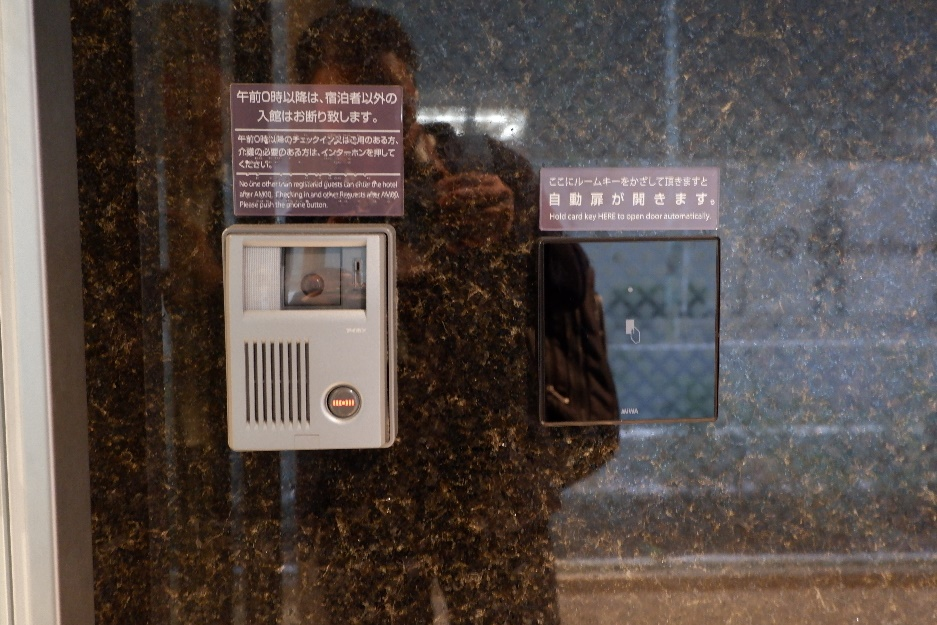 午前0時以降は、宿泊者以外の
入館はお断り致します。
午前0時以降のチェックイン又はご用のある方、
介護の必要のある方は、インターホンを押して
ください。
No one other than registered guests can enter the hotel
after AM0:00. Checking in and other Requests after AM0:00.
Please push the phone button.
ここにルームキーをかざして頂きますと
自動扉が開きます。
Hold card key HERE to open door automatically.
MIWA